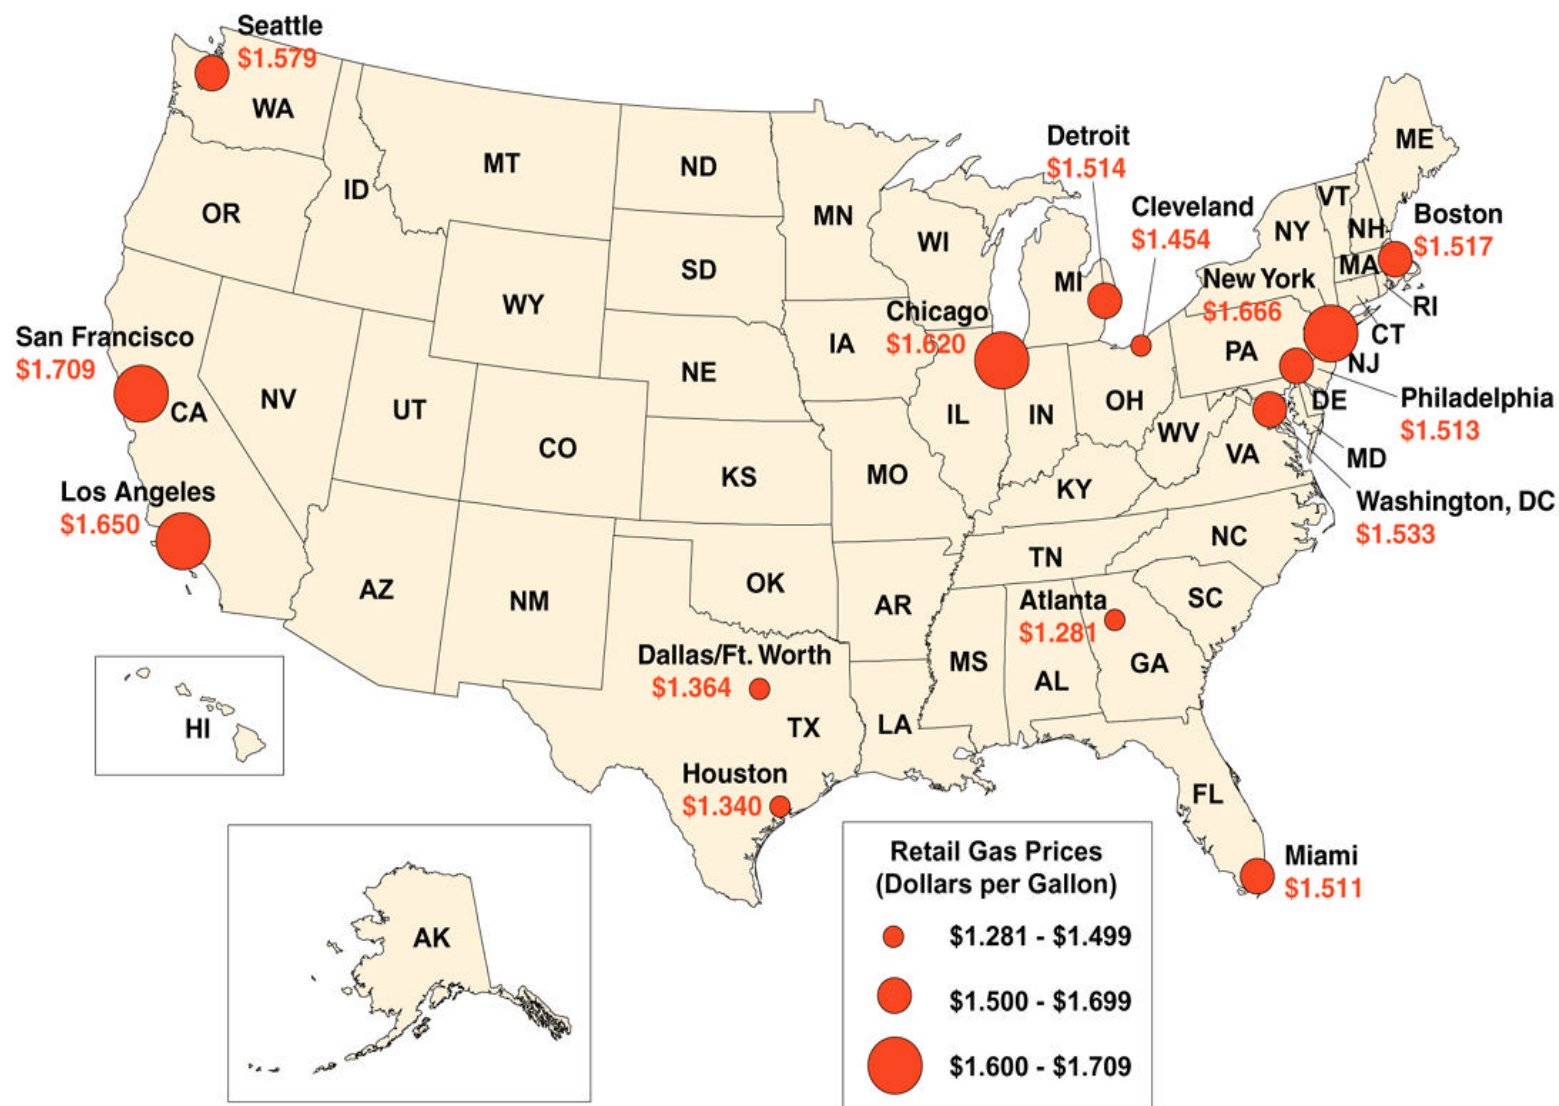 Seattle
$1.579
WA
MT
ND
ME
Detroit
$1.514
ID
OR
MN
VT
Cleveland
$1.454
Boston
$1.517
NH
NY
WI
SD
MA
MI
New York
$1.666
WY
RI
Chicago
$1.620
CT
San Francisco
$1.709
IA
PA
NJ
NE
NV
CA
UT
IL
IN
OH
DE
Philadelphia
$1.513
CO
WV
VA
MD
KS
MO
KY
Los Angeles
$1.650
Washington, DC
$1.533
NC
TN
AZ
NM
OK
AR
SC
Atlanta
$1.281
Dallas/Ft. Worth
$1.364
MS
AL
GA
HI
TX
LA
Houston
$1.340
FL
Miami
$1.511
AK
Retail Gas Prices
(Dollars per Gallon)
$1.281 - $1.499
$1.500 - $1.699
$1.600 - $1.709